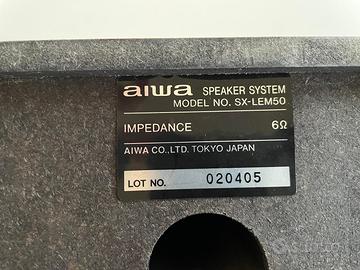 aiwa SPEAKER SYSTEM
MODEL NO. SX-LEM50
IMPEDANCE 6Ω
AIWA CO.,LTD. TOKYO JAPAN
LOT NO. 020405